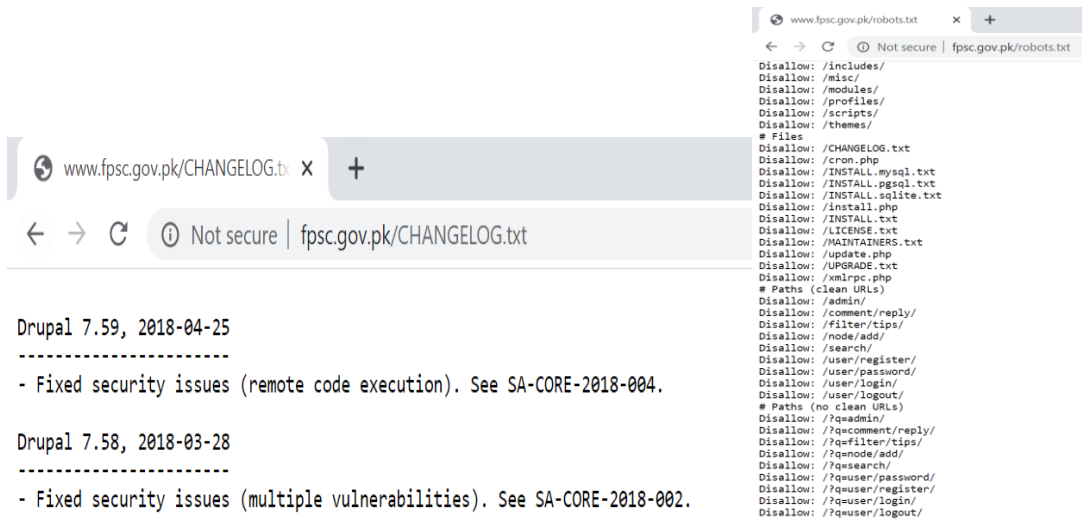 www.fpsc.gov.pk/CHANGELOG.tx
Not secure | fpsc.gov.pk/CHANGELOG.txt
Drupal 7.59, 2018-04-25
-----------------------
- Fixed security issues (remote code execution). See SA-CORE-2018-004.
Drupal 7.58, 2018-03-28
-----------------------
- Fixed security issues (multiple vulnerabilities). See SA-CORE-2018-002.
www.fpsc.gov.pk/robots.txt
Not secure | fpsc.gov.pk/robots.txt
Disallow: /includes/
Disallow: /misc/
Disallow: /modules/
Disallow: /profiles/
Disallow: /scripts/
Disallow: /themes/
# Files
Disallow: /CHANGELOG.txt
Disallow: /cron.php
Disallow: /INSTALL.mysql.txt
Disallow: /INSTALL.pgsql.txt
Disallow: /INSTALL.sqlite.txt
Disallow: /install.php
Disallow: /INSTALL.txt
Disallow: /LICENSE.txt
Disallow: /MAINTAINERS.txt
Disallow: /update.php
Disallow: /UPGRADE.txt
Disallow: /xmlrpc.php
# Paths (clean URLs)
Disallow: /admin/
Disallow: /comment/reply/
Disallow: /filter/tips/
Disallow: /node/add/
Disallow: /search/
Disallow: /user/register/
Disallow: /user/password/
Disallow: /user/login/
Disallow: /user/logout/
# Paths (no clean URLs)
Disallow: /?q=admin/
Disallow: /?q=comment/reply/
Disallow: /?q=filter/tips/
Disallow: /?q=node/add/
Disallow: /?q=search/
Disallow: /?q=user/password/
Disallow: /?q=user/register/
Disallow: /?q=user/login/
Disallow: /?q=user/logout/